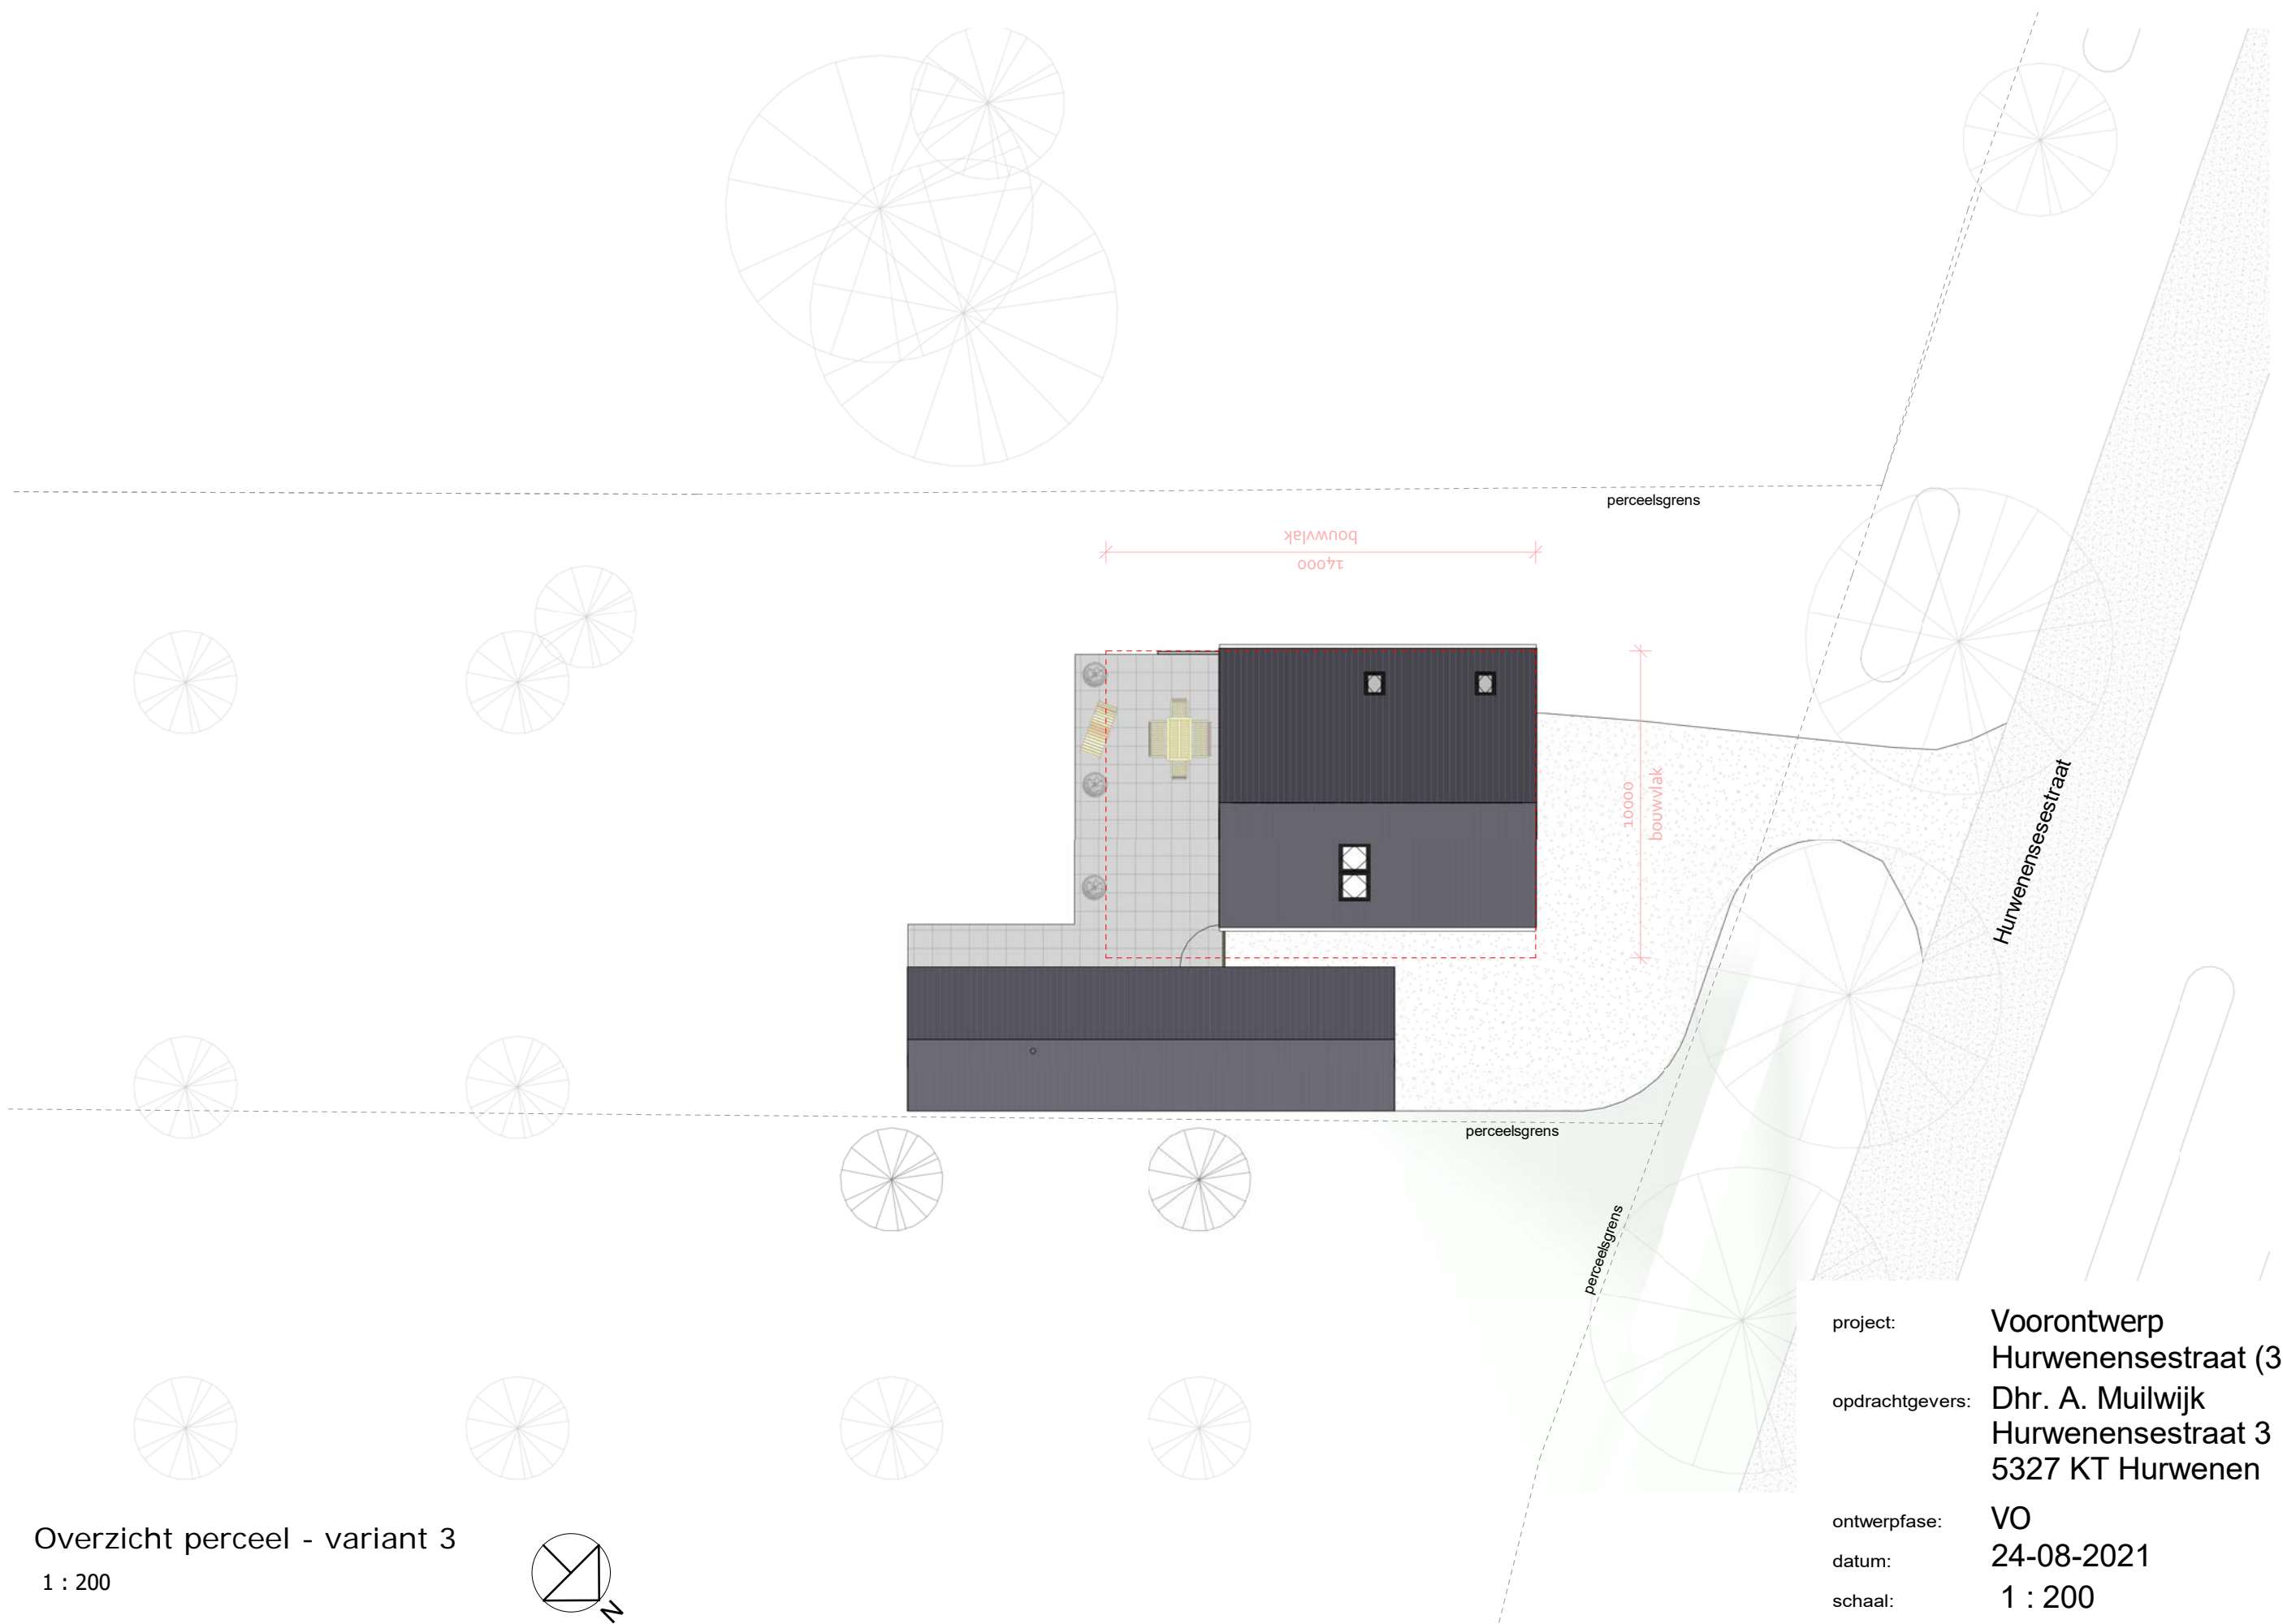 perceelsgrens
bouwvlak
14000
10000
bouwvlak
Hurwenensestraat
perceelsgrens
perceelsgrens
project:
Voorontwerp
Hurwenensestraat (3
opdrachtgevers:
Dhr. A. Muilwijk
Hurwenensestraat 3
5327 KT Hurwenen
ontwerpfase:
VO
datum:
24-08-2021
schaal:
1 : 200
Overzicht perceel - variant 3
1 : 200
N